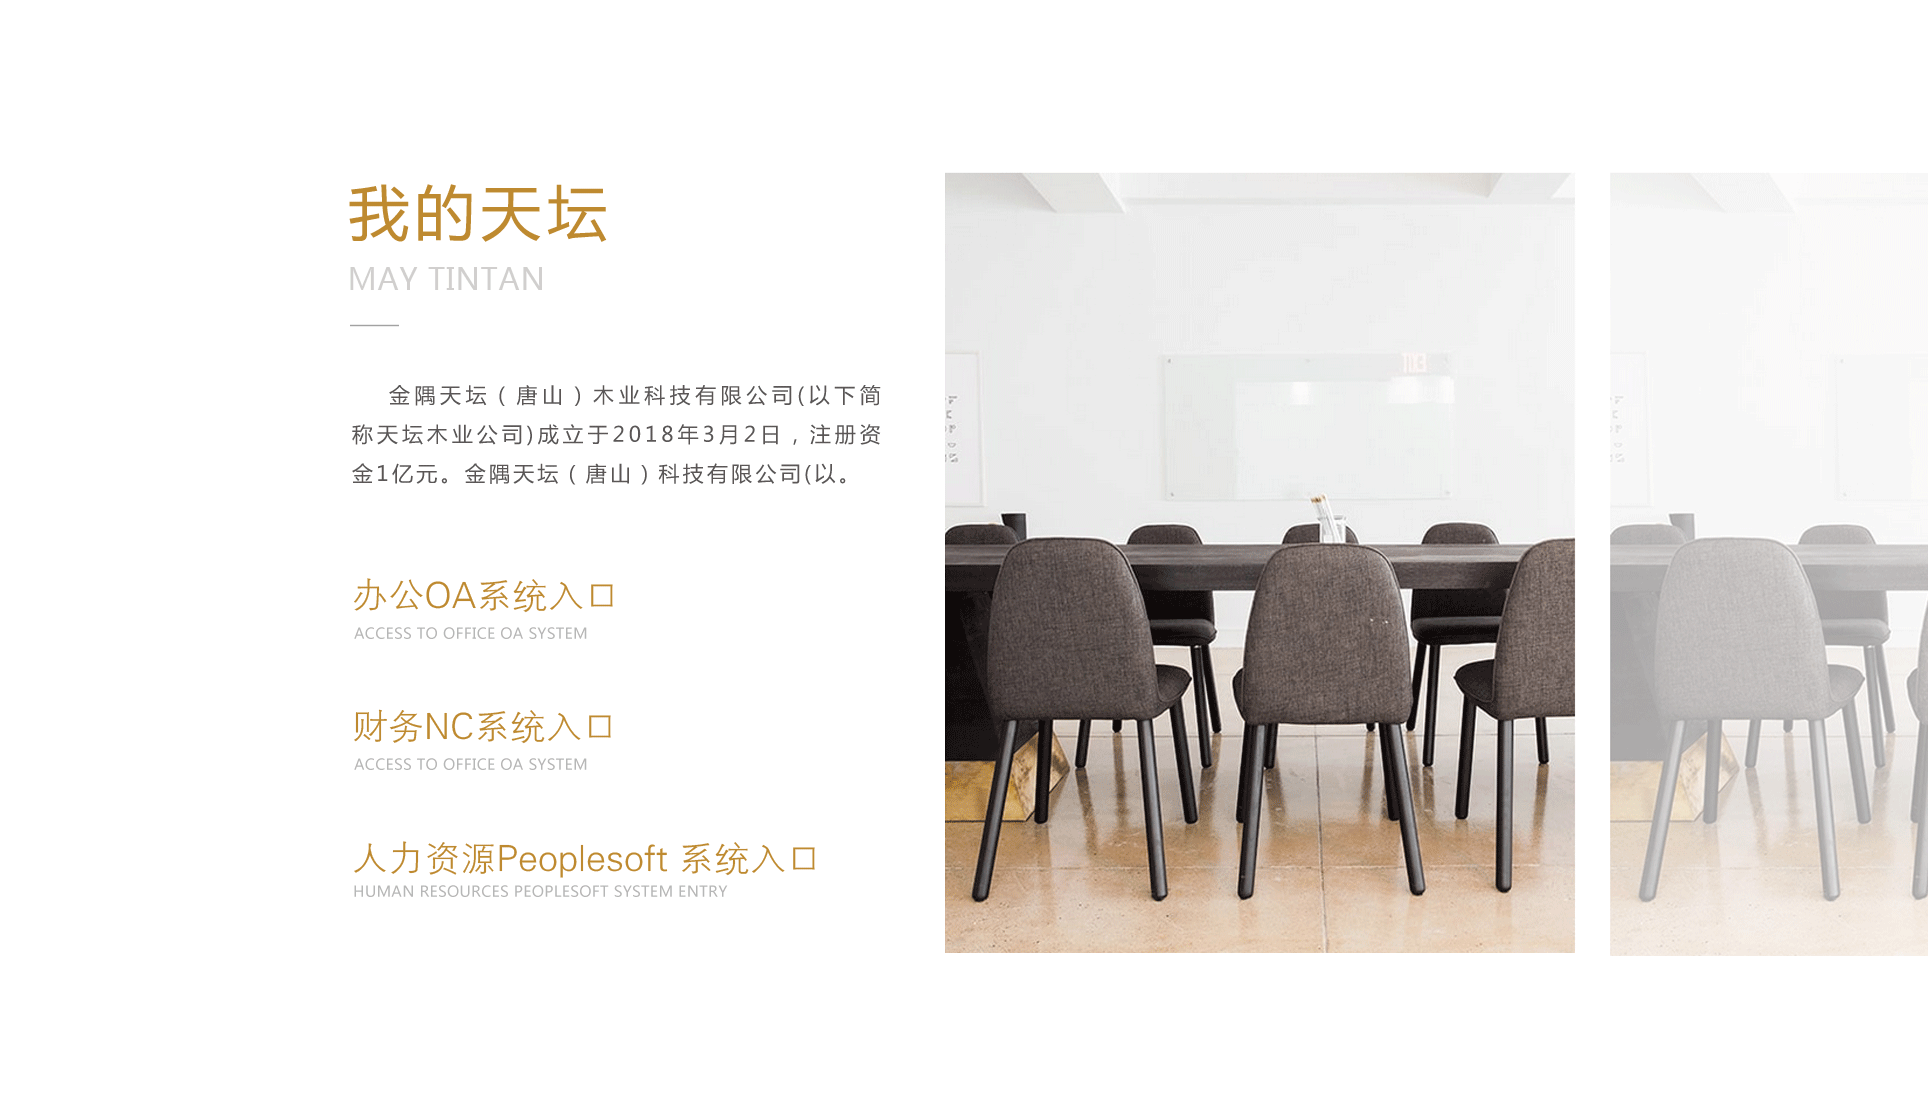 我的天坛
MAY TINTAN
金隅天坛（唐山）木业科技有限公司(以下简
称天坛木业公司)成立于2018年3月2日，注册资
金1亿元。金隅天坛（唐山）科技有限公司(以。
办公OA系统入口
ACCESS TO OFFICE OA SYSTEM
财务NC系统入口
ACCESS TO OFFICE OA SYSTEM
人力资源Peoplesoft 系统入口
HUMAN RESOURCES PEOPLESOFT SYSTEM ENTRY